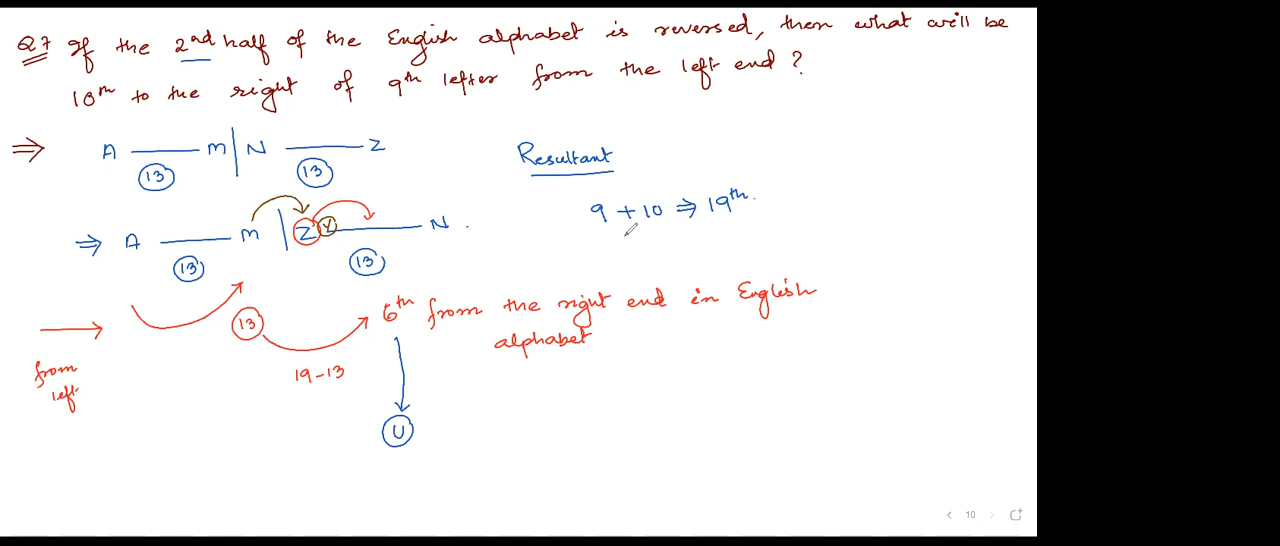 Q7 If the 2nd half of the English alphabet is reversed, then what will be
10th to the right of 9th letter from the left end ?
⇒ A — M | N — Z
13 13
Resultant
9 + 10 ⇒ 19th.
⇒ A — M | Z Y — N .
13 13
from left → 13 6th from the right end in English
alphabet
19-13
U
< 10 >